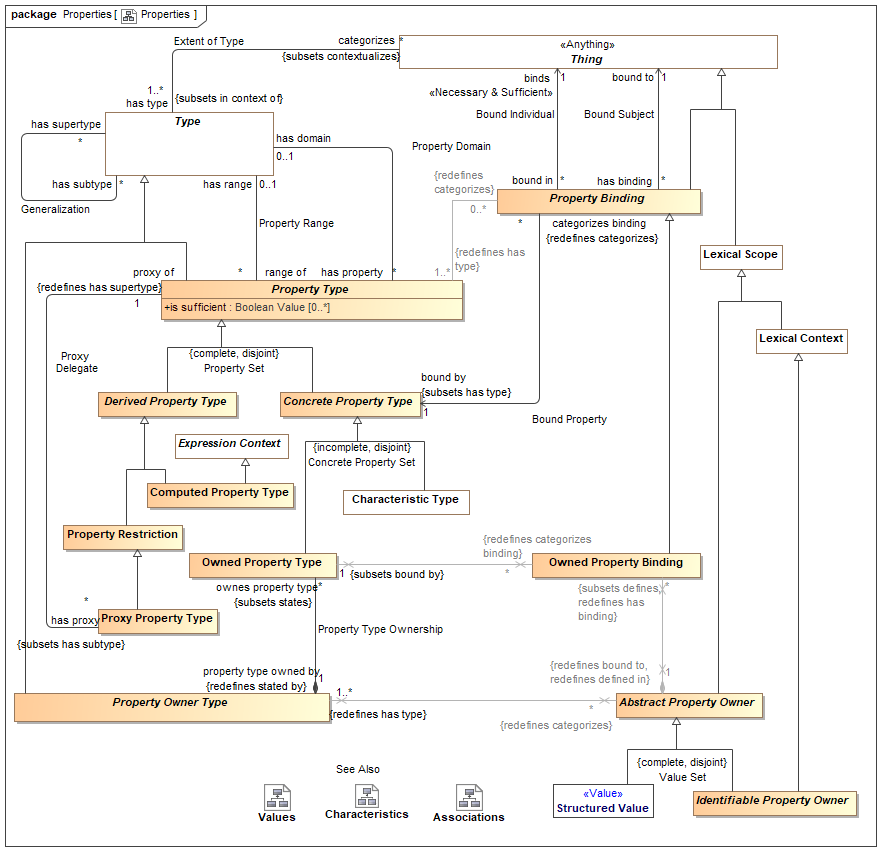 package Properties [ Properties ]
Extent of Type
categorizes *
{subsets contextualizes}
«Anything»
Thing
1..*
has type
{subsets in context of}
binds
1
bound to
1
«Necessary & Sufficient»
Bound Individual
Bound Subject
has supertype
*
Type
has domain
0..1
Property Domain
has subtype
*
has range
0..1
Generalization
{redefines
categorizes}
0..*
bound in
*
has binding
*
Property Binding
Property Range
*
categorizes binding
{redefines categorizes}
{redefines has
type}
1..*
Lexical Scope
proxy of
{redefines has supertype}
1
*
range of
has property
*
Property Type
+is sufficient : Boolean Value [0..*]
Lexical Context
Proxy
Delegate
{complete, disjoint}
Property Set
bound by
{subsets has type}
1
Derived Property Type
Concrete Property Type
Bound Property
Expression Context
{incomplete, disjoint}
Concrete Property Set
Computed Property Type
Characteristic Type
Property Restriction
{redefines categorizes
binding}
Owned Property Type
1
{subsets bound by}
*
Owned Property Binding
ownes property type
*
{subsets states}
{subsets defines,
redefines has
binding}
*
*
has proxy
{subsets has subtype}
Proxy Property Type
Property Type Ownership
property type owned by
{redefines stated by}
1
{redefines bound to,
redefines defined in}
1
Property Owner Type
1..*
{redefines has type}
*
{redefines categorizes}
Abstract Property Owner
{complete, disjoint}
Value Set
See Also
Values
Characteristics
Associations
«Value»
Structured Value
Identifiable Property Owner